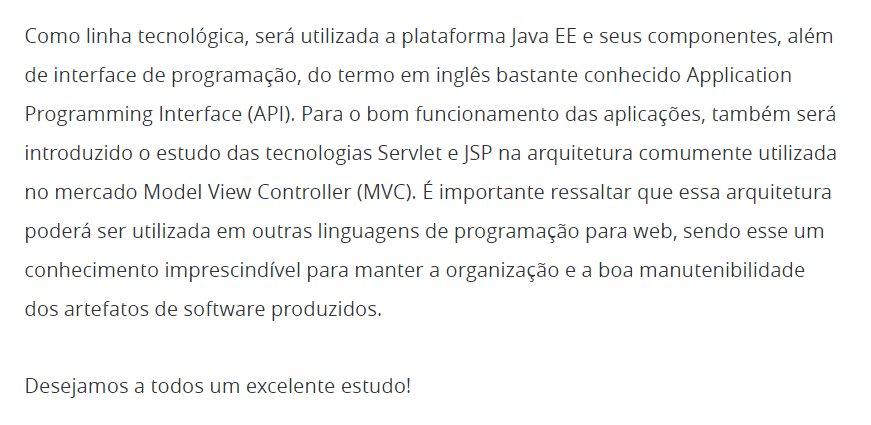 Como linha tecnológica, será utilizada a plataforma Java EE e seus componentes, além
de interface de programação, do termo em inglês bastante conhecido Application
Programming Interface (API). Para o bom funcionamento das aplicações, também será
introduzido o estudo das tecnologias Servlet e JSP na arquitetura comumente utilizada
no mercado Model View Controller (MVC). É importante ressaltar que essa arquitetura
poderá ser utilizada em outras linguagens de programação para web, sendo esse um
conhecimento imprescindível para manter a organização e a boa manutenibilidade
dos artefatos de software produzidos.
Desejamos a todos um excelente estudo!